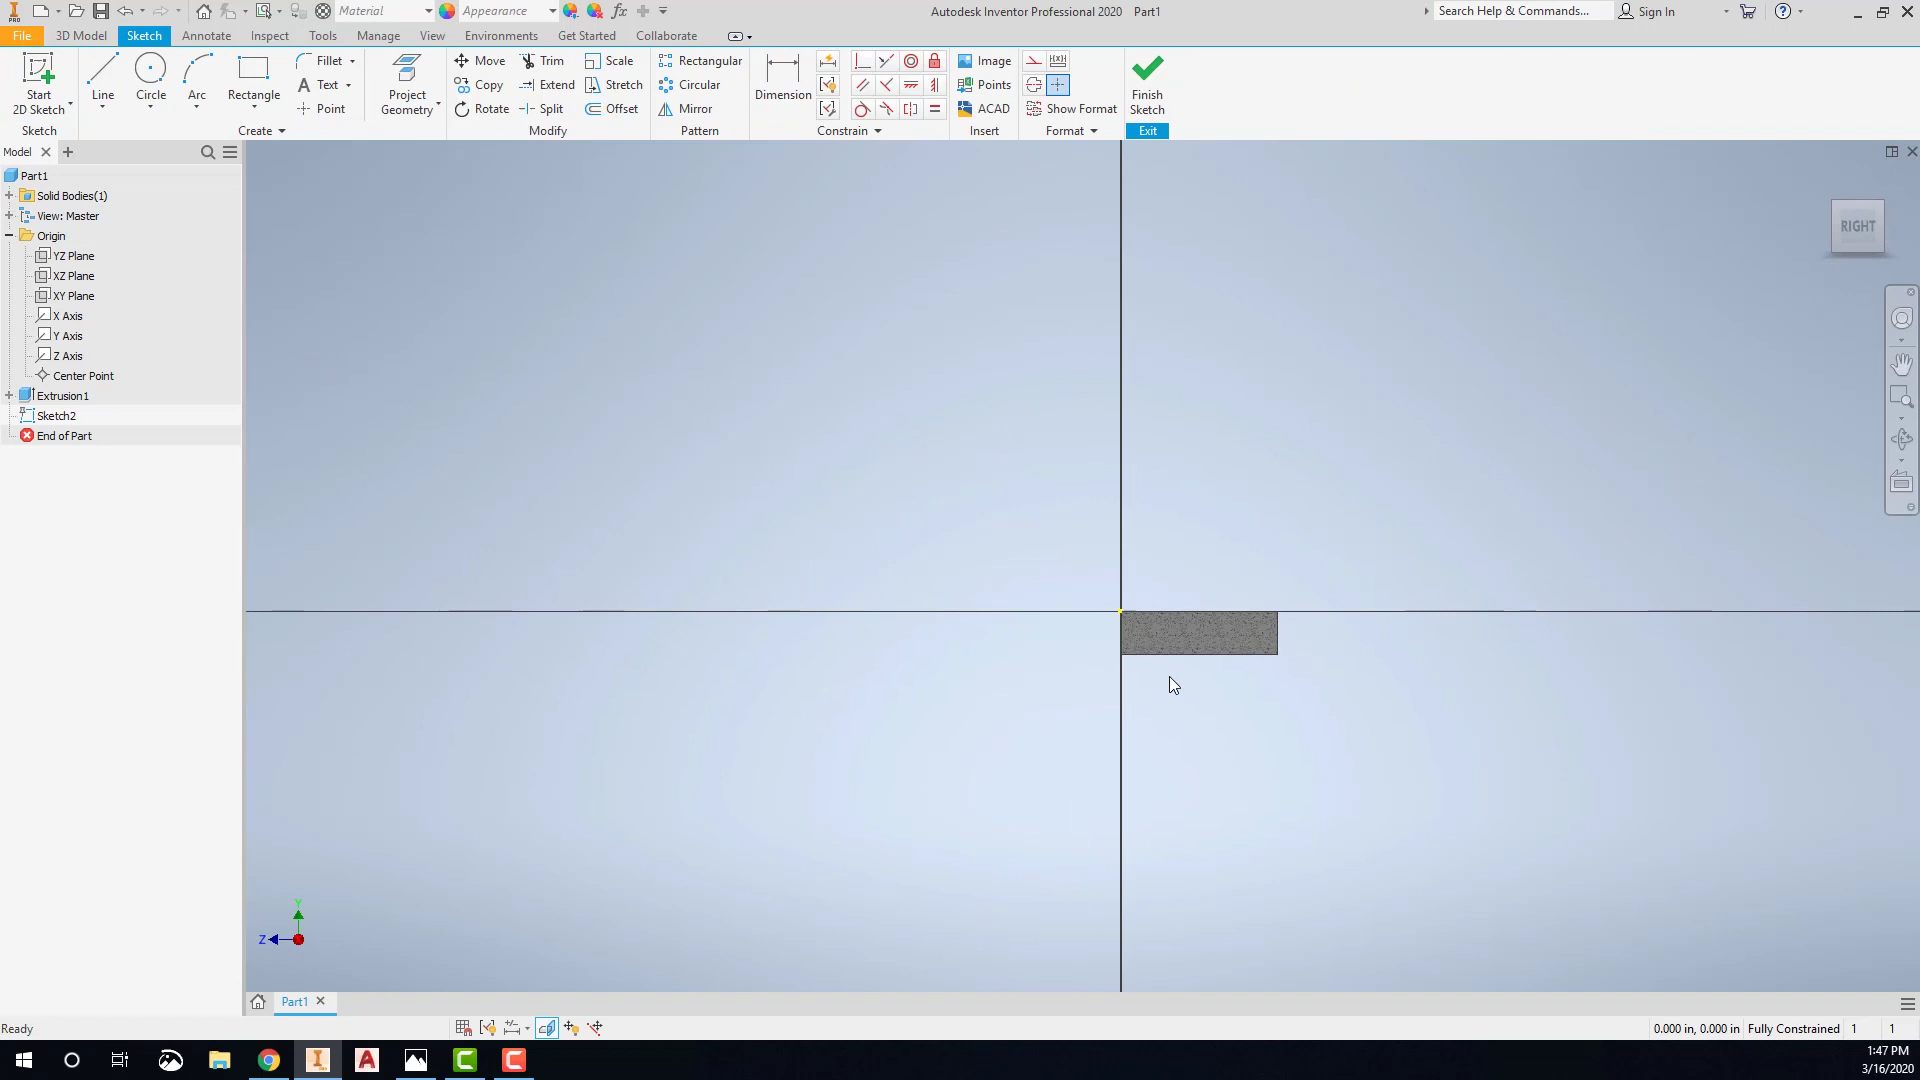 Material
Appearance
Autodesk Inventor Professional 2020 Part1
Search Help & Commands...
Sign In
File 3D Model Sketch Annotate Inspect Tools Manage View Environments Get Started Collaborate
Start
2D Sketch
Sketch
Line
Circle
Arc
Rectangle
Fillet
Text
Point
Create
Project
Geometry
Move
Copy
Rotate
Trim
Extend
Split
Scale
Stretch
Offset
Modify
Rectangular
Circular
Mirror
Pattern
Dimension
Constrain
Image
Points
ACAD
Insert
Show Format
Format
Finish
Sketch
Exit
Model
Part1
Solid Bodies(1)
View: Master
Origin
YZ Plane
XZ Plane
XY Plane
X Axis
Y Axis
Z Axis
Center Point
Extrusion1
Sketch2
End of Part
RIGHT
Y
Z
Part1
Ready
0.000 in, 0.000 in Fully Constrained 1 1
1:47 PM
3/16/2020